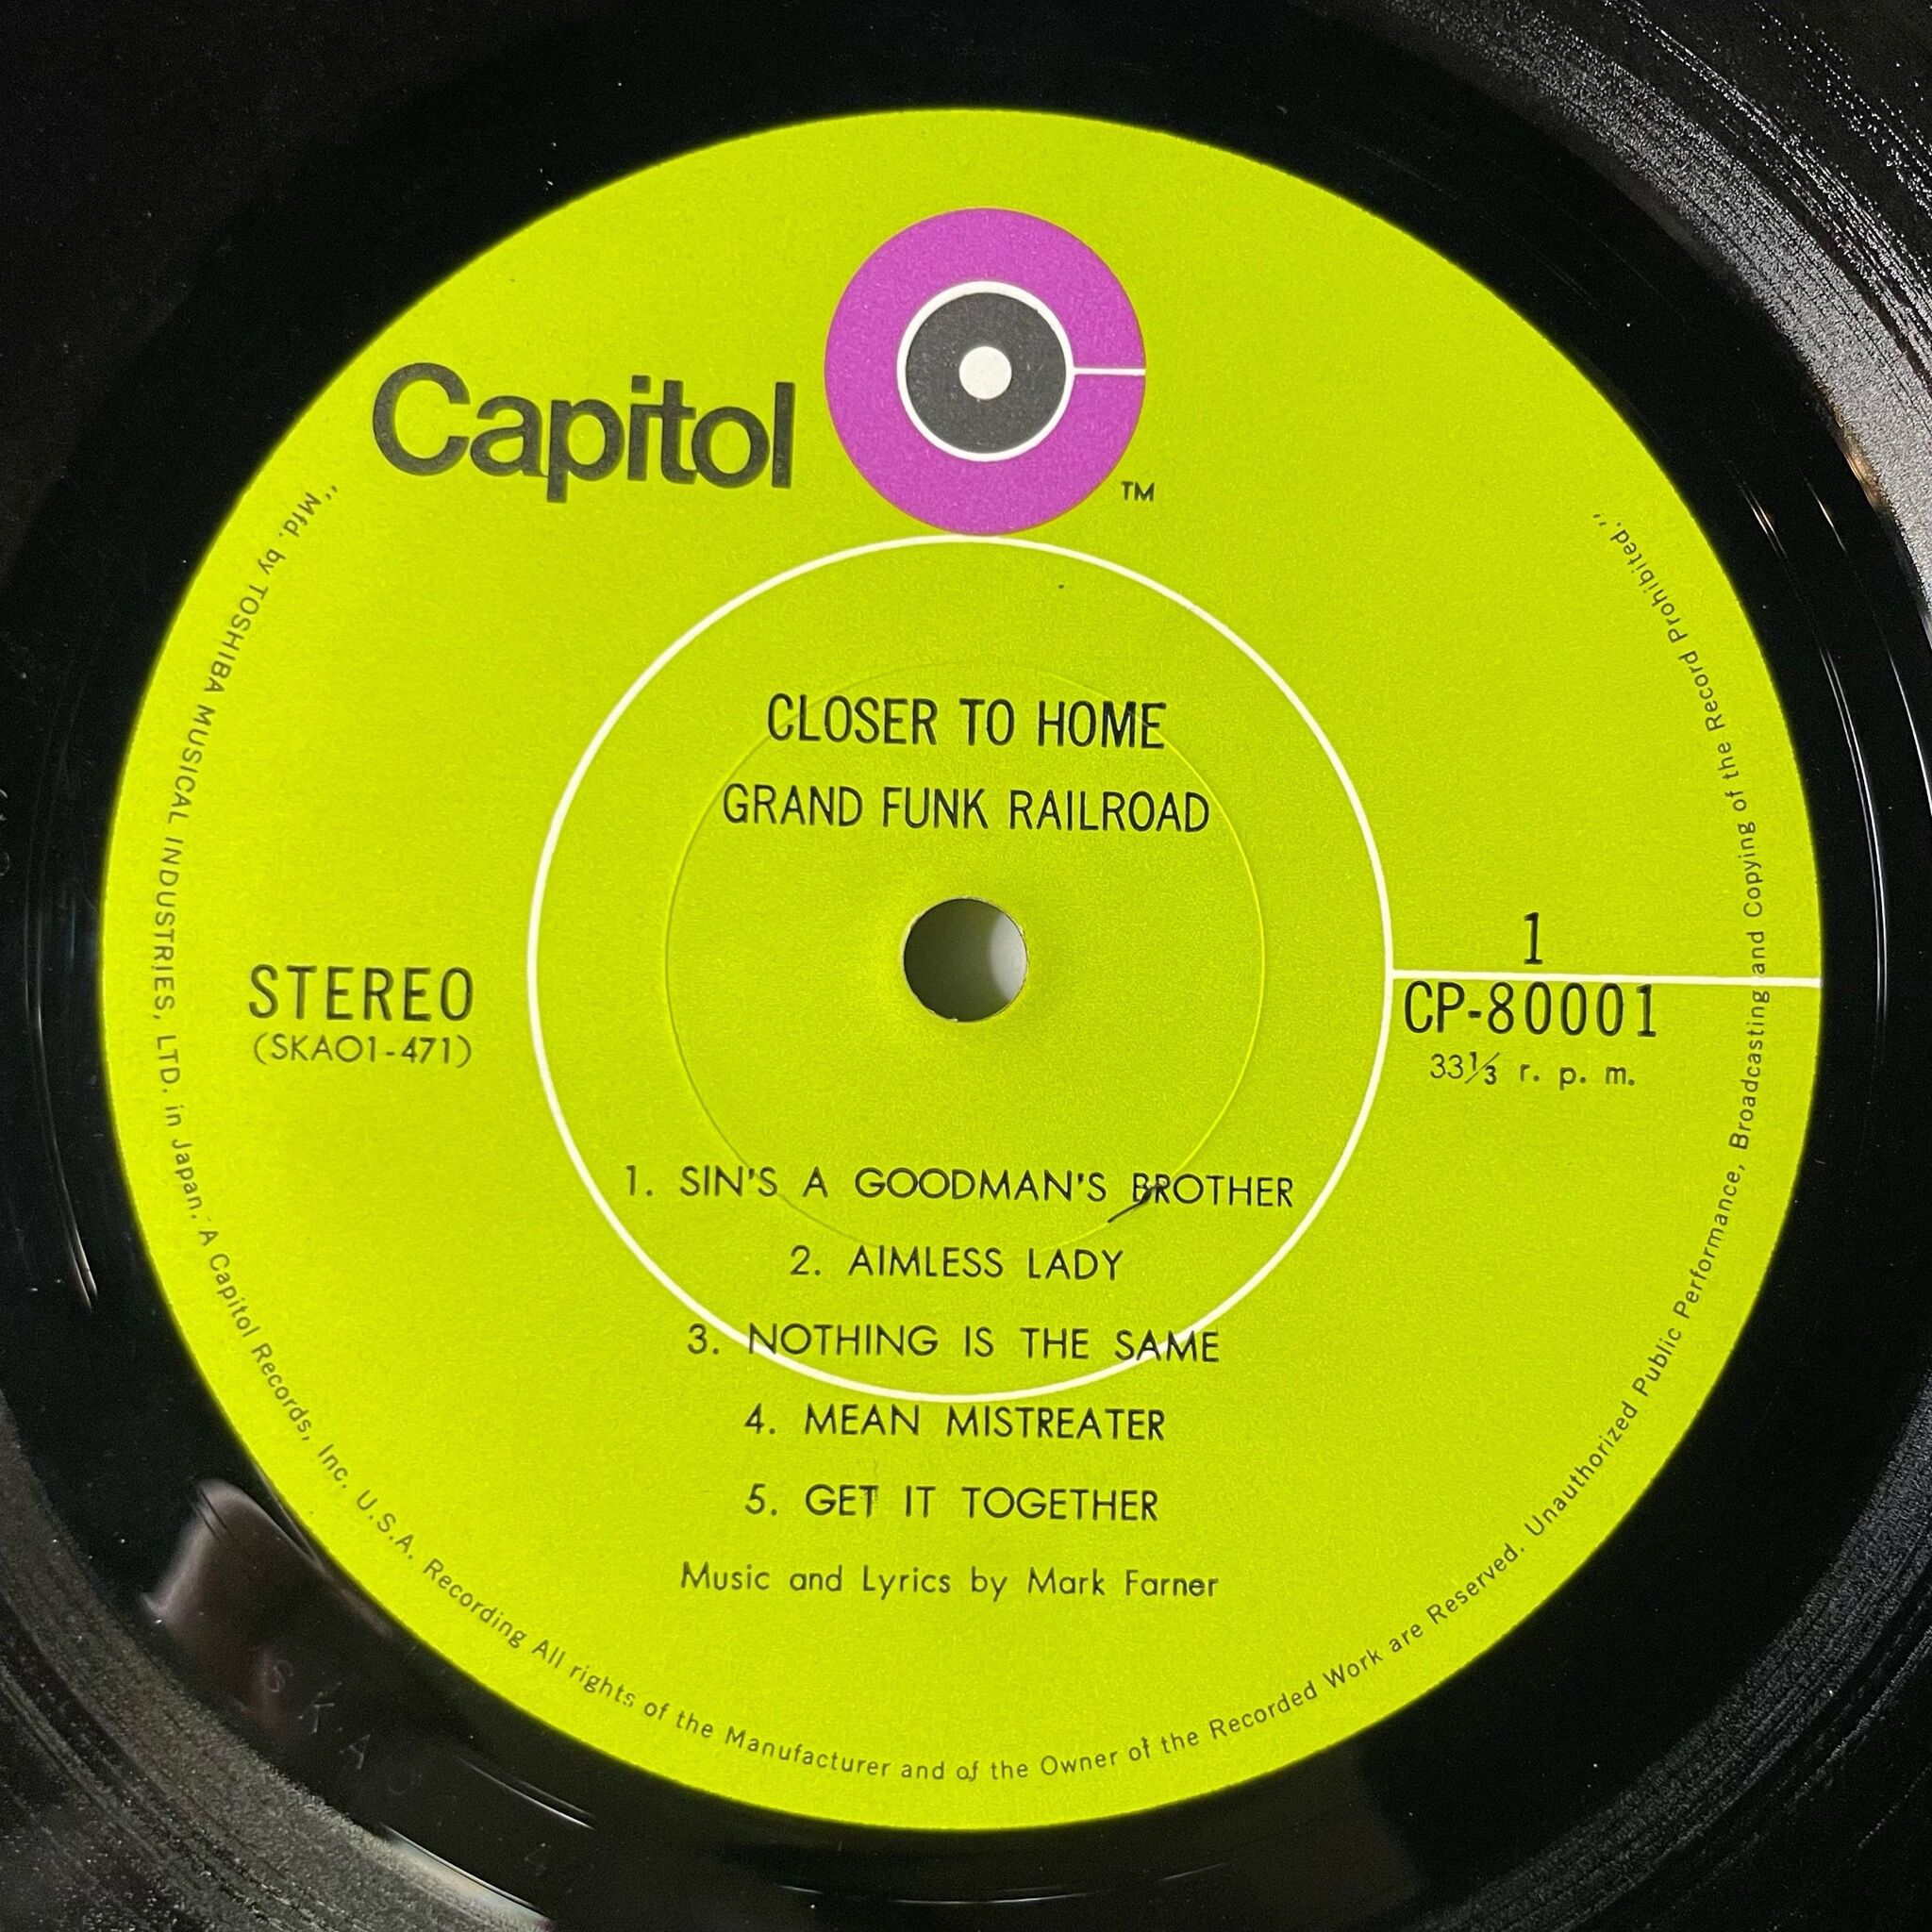 Capitol
TM
CLOSER TO HOME
GRAND FUNK RAILROAD
STEREO
(SKAO1-471)
1
CP-80001
33⅓ r. p. m.
1. SIN'S A GOODMAN'S BROTHER
2. AIMLESS LADY
3. NOTHING IS THE SAME
4. MEAN MISTREATER
5. GET IT TOGETHER
Music and Lyrics by Mark Farner
"Mfd. by TOSHIBA MUSICAL INDUSTRIES, LTD. in Japan. A Capitol Records, Inc. U.S.A. Recording All rights of the Manufacturer and of the Owner of the Recorded Work are Reserved. Unauthorized Public Performance, Broadcasting and Copying of the Record Prohibited."
SKA